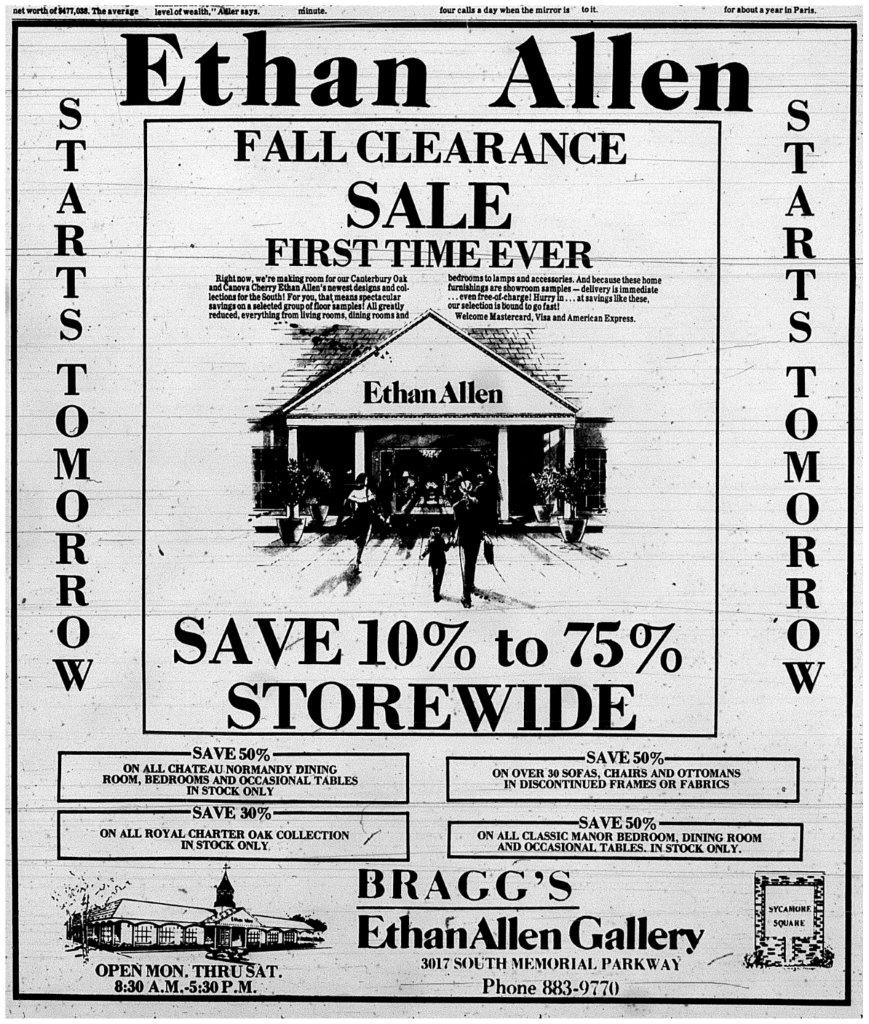 net worth of $477,038. The average
level of wealth," Adler says.
minute.
four calls a day when the mirror is
to it.
for about a year in Paris.
Ethan Allen
STARTS TOMORROW
STARTS TOMORROW
FALL CLEARANCE
SALE
FIRST TIME EVER
Right now, we're making room for our Canterbury Oak
and Canova Cherry Ethan Allen's newest designs and col-
lections for the South! For you, that means spectacular
savings on a selected group of floor samples! All greatly
reduced, everything from living rooms, dining rooms and
bedrooms to lamps and accessories. And because these home
furnishings are showroom samples — delivery is immediate
. . . even free-of-charge! Hurry in . . . at savings like these,
our selection is bound to go fast!
Welcome Mastercard, Visa and American Express.
Ethan Allen
SAVE 10% to 75%
STOREWIDE
SAVE 50%
ON ALL CHATEAU NORMANDY DINING
ROOM, BEDROOMS AND OCCASIONAL TABLES
IN STOCK ONLY
SAVE 50%
ON OVER 30 SOFAS, CHAIRS AND OTTOMANS
IN DISCONTINUED FRAMES OR FABRICS
SAVE 30%
ON ALL ROYAL CHARTER OAK COLLECTION
IN STOCK ONLY
SAVE 50%
ON ALL CLASSIC MANOR BEDROOM, DINING ROOM
AND OCCASIONAL TABLES. IN STOCK ONLY.
OPEN MON. THRU SAT.
8:30 A.M.-5:30 P.M.
BRAGG'S
Ethan Allen Gallery
3017 SOUTH MEMORIAL PARKWAY
Phone 883-9770
SYCAMORE
SQUARE